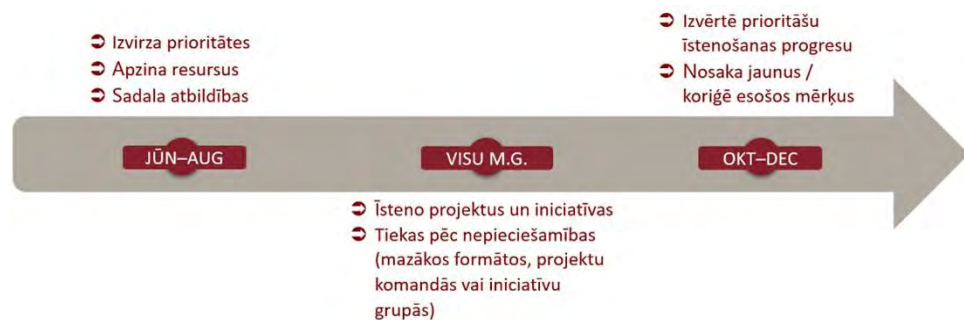 Izvirza prioritātes
Apzina resursus
Sadala atbildības
Izvērtē prioritāšu
īstenošanas progresu
Nosaka jaunus /
koriģē esošos mērķus
JŪN–AUG
VISU M.G.
OKT–DEC
Īsteno projektus un iniciatīvas
Tiekas pēc nepieciešamības
(mazākos formātos, projektu
komandās vai iniciatīvu
grupās)